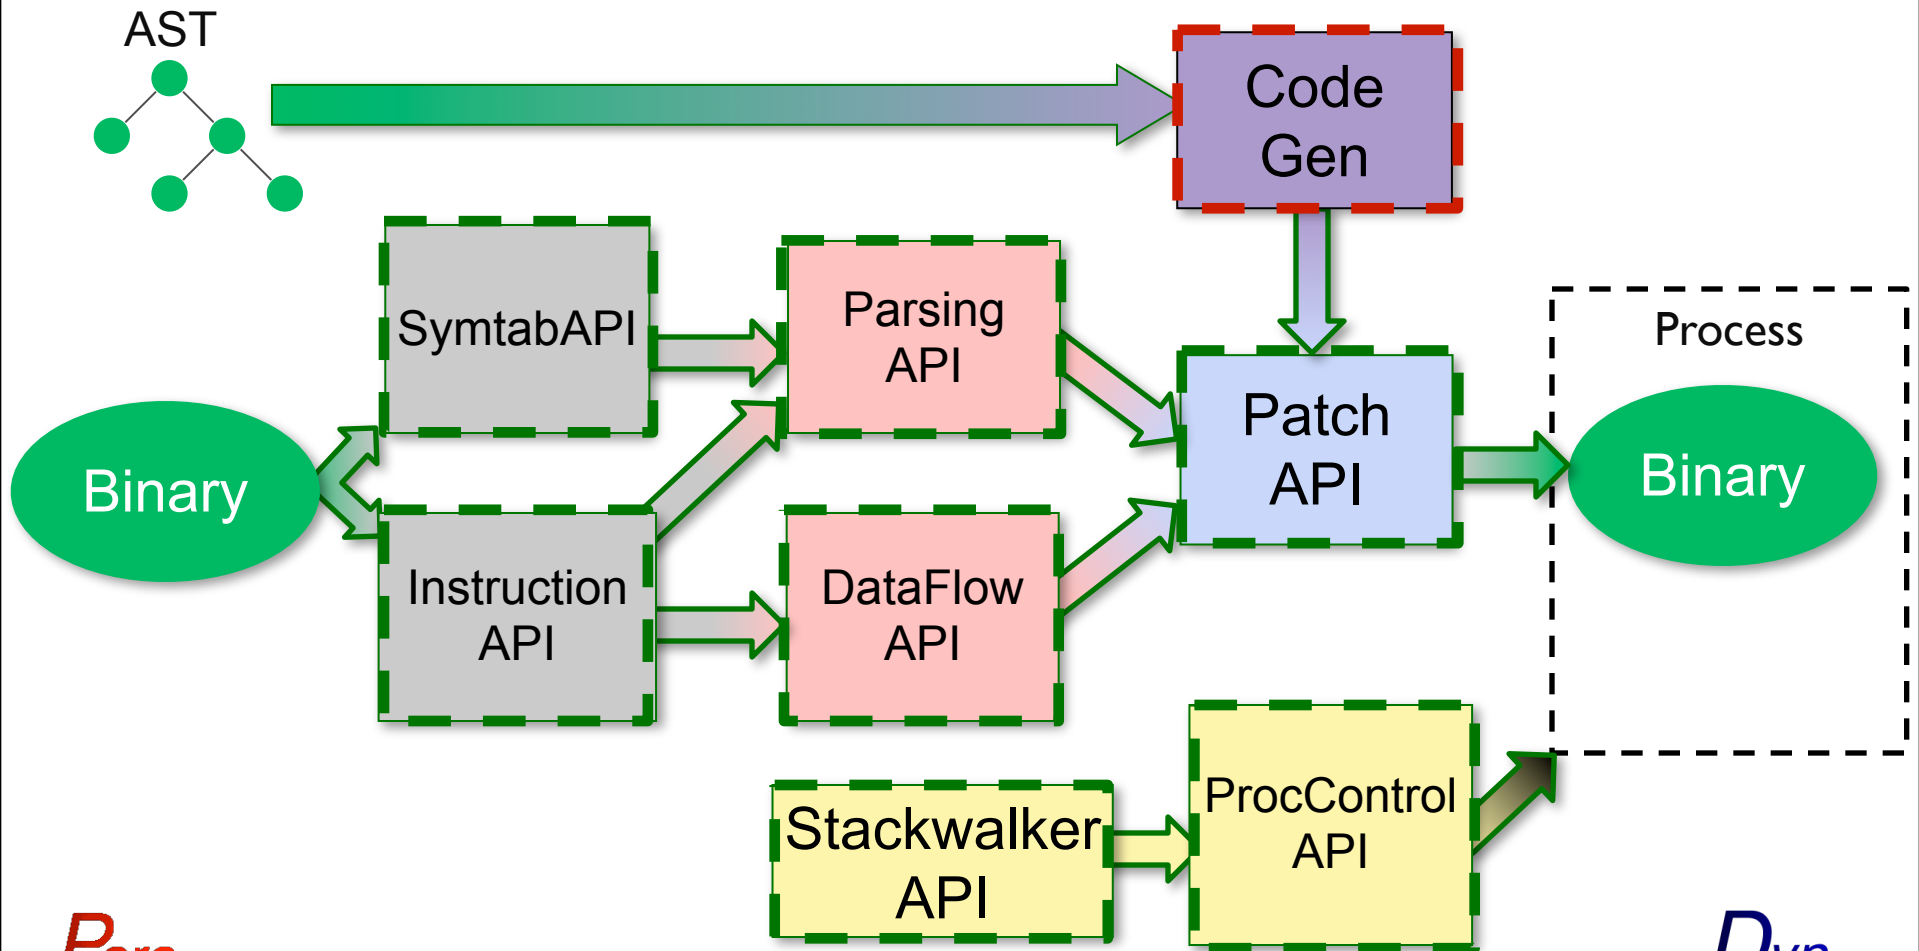 AST
Code
Gen
SymtabAPI
Parsing
API
Process
Patch
API
Binary
Binary
Instruction
API
DataFlow
API
ProcControl
API
Stackwalker
API